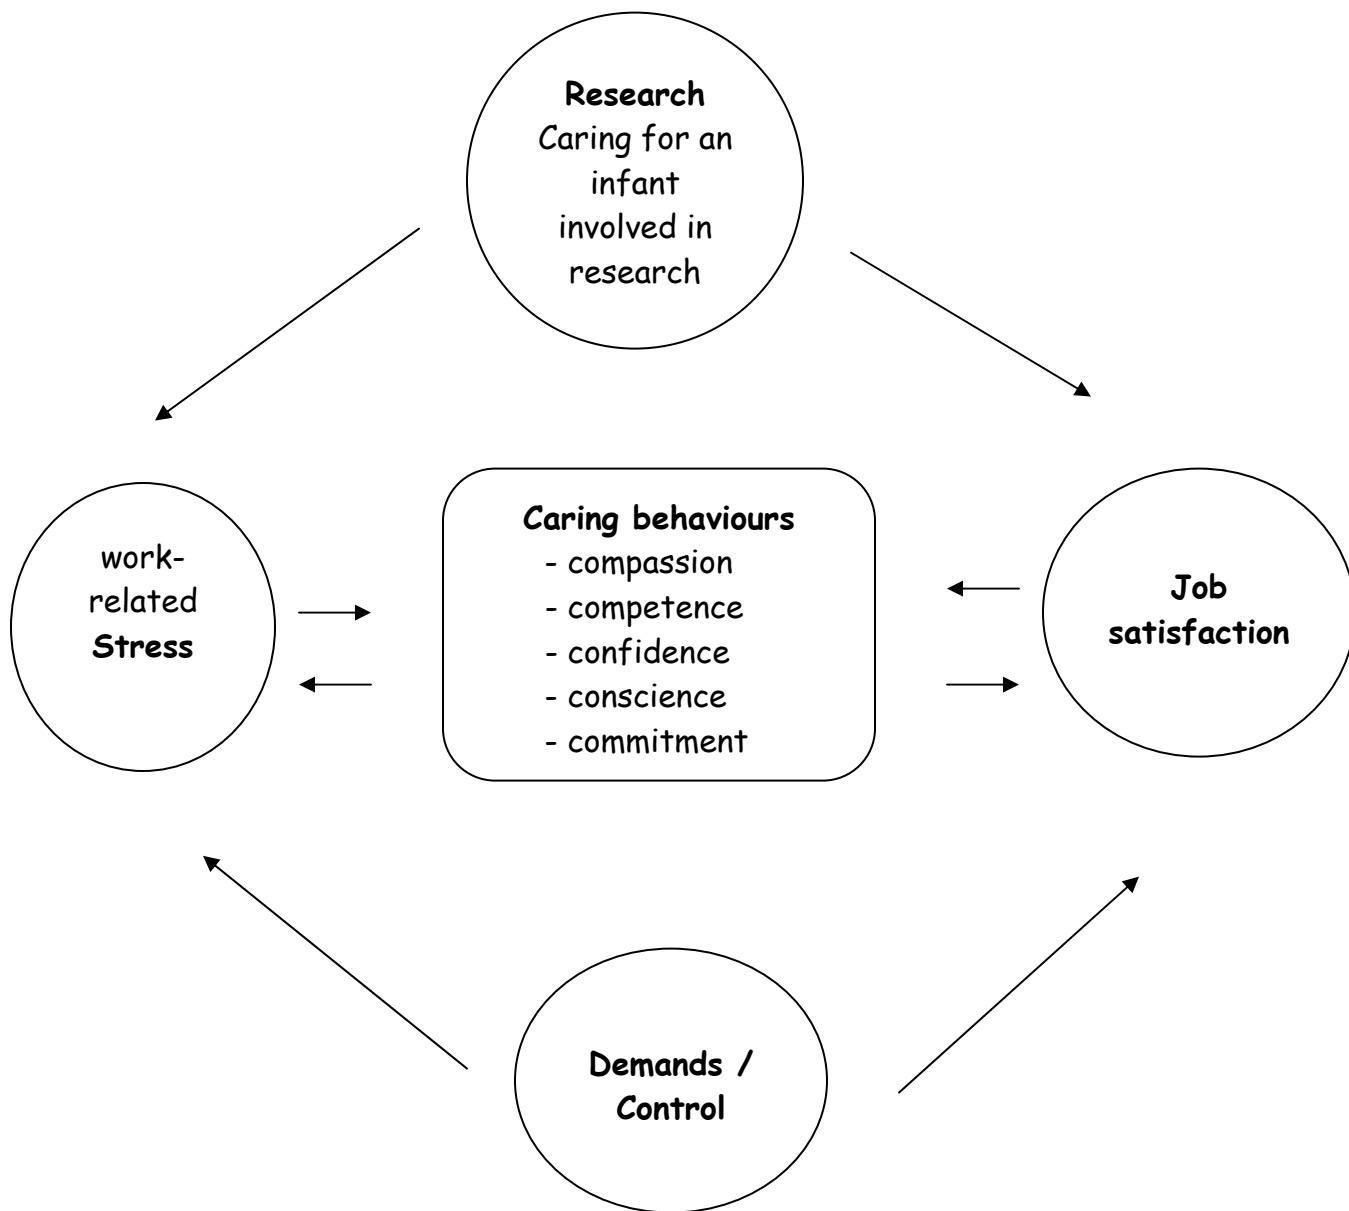 Research
Caring for an
infant
involved in
research
work-
related
Stress
Caring behaviours
- compassion
- competence
- confidence
- conscience
- commitment
Job
satisfaction
Demands /
Control